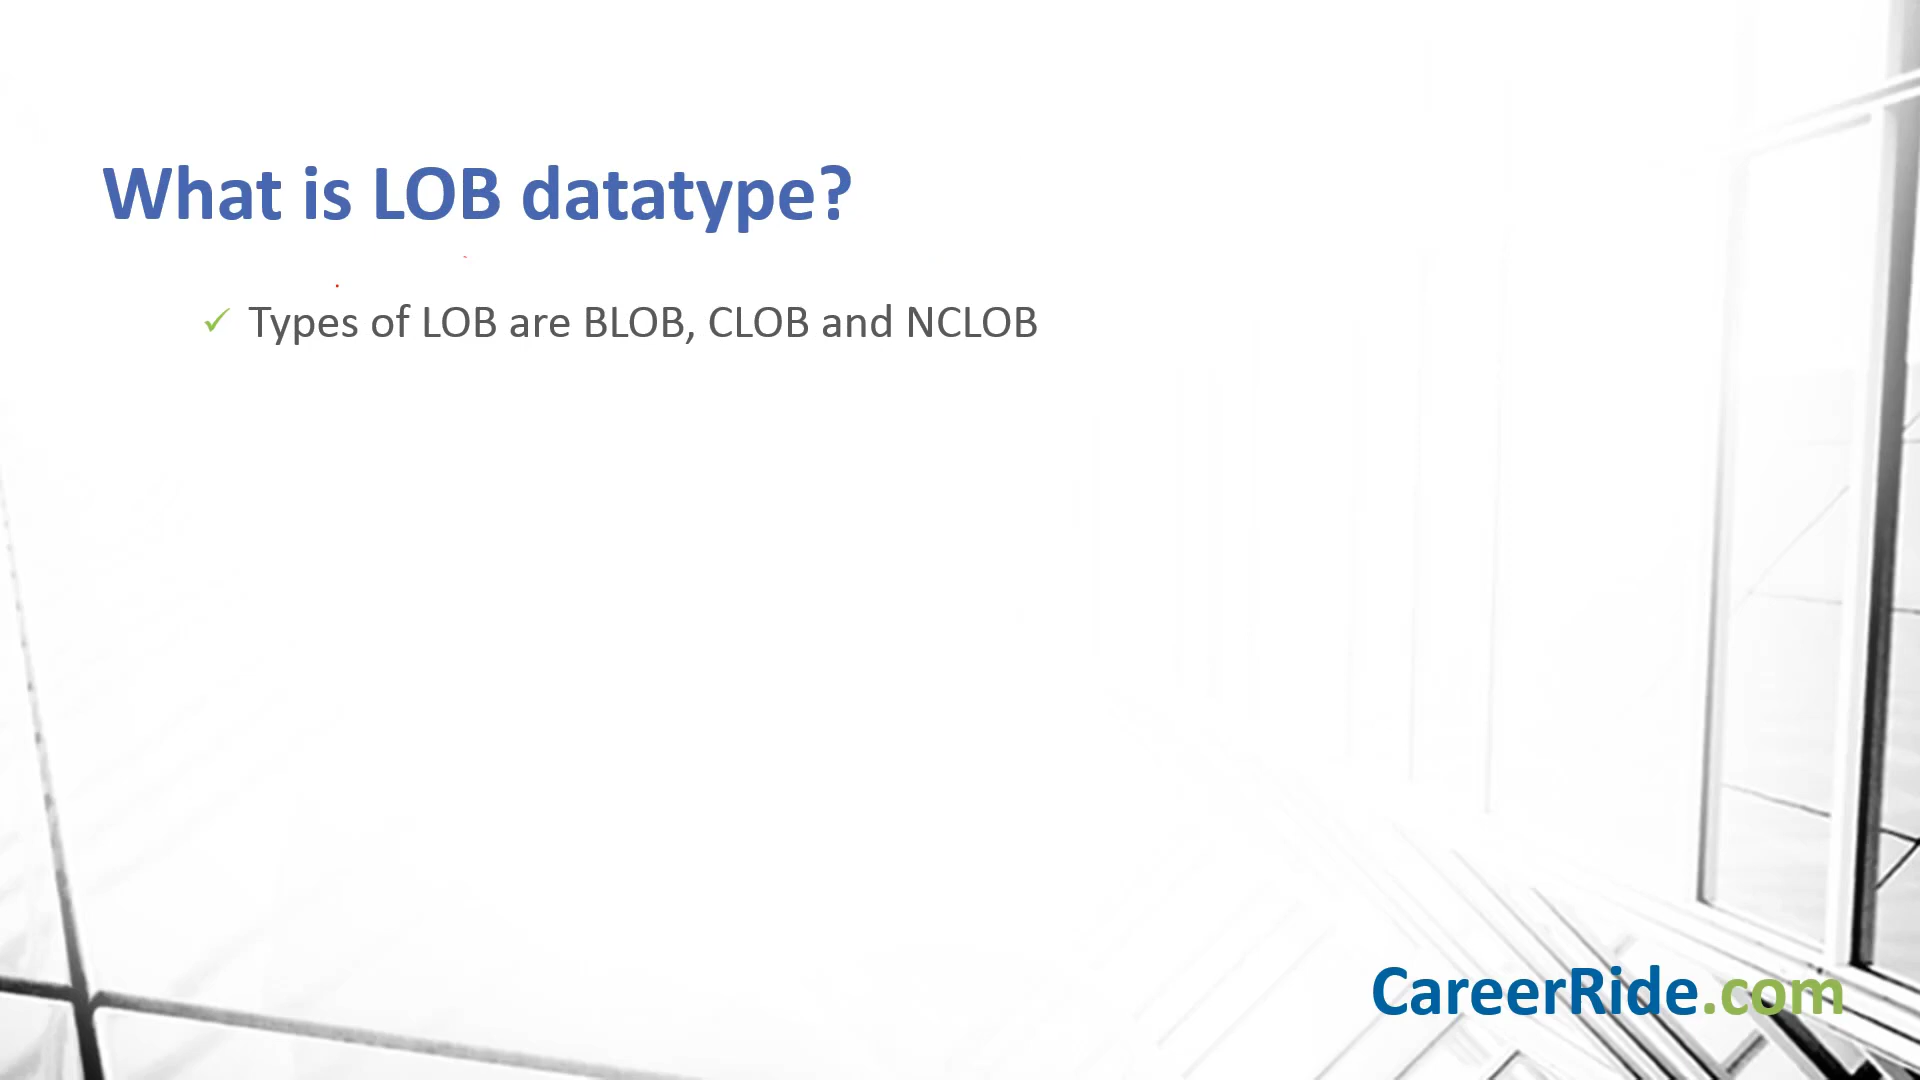 What is LOB datatype?
✓ Types of LOB are BLOB, CLOB and NCLOB
CareerRide.com